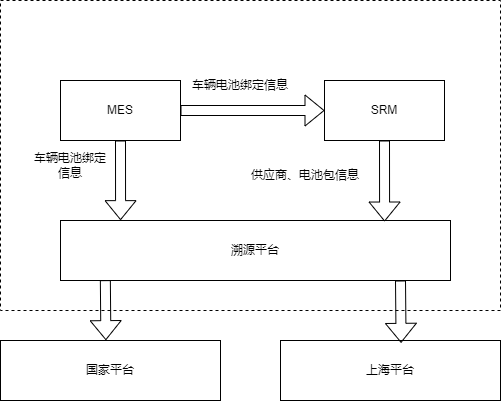 车辆电池绑定信息
MES
SRM
车辆电池绑定
信息
供应商、电池包信息
溯源平台
国家平台
上海平台